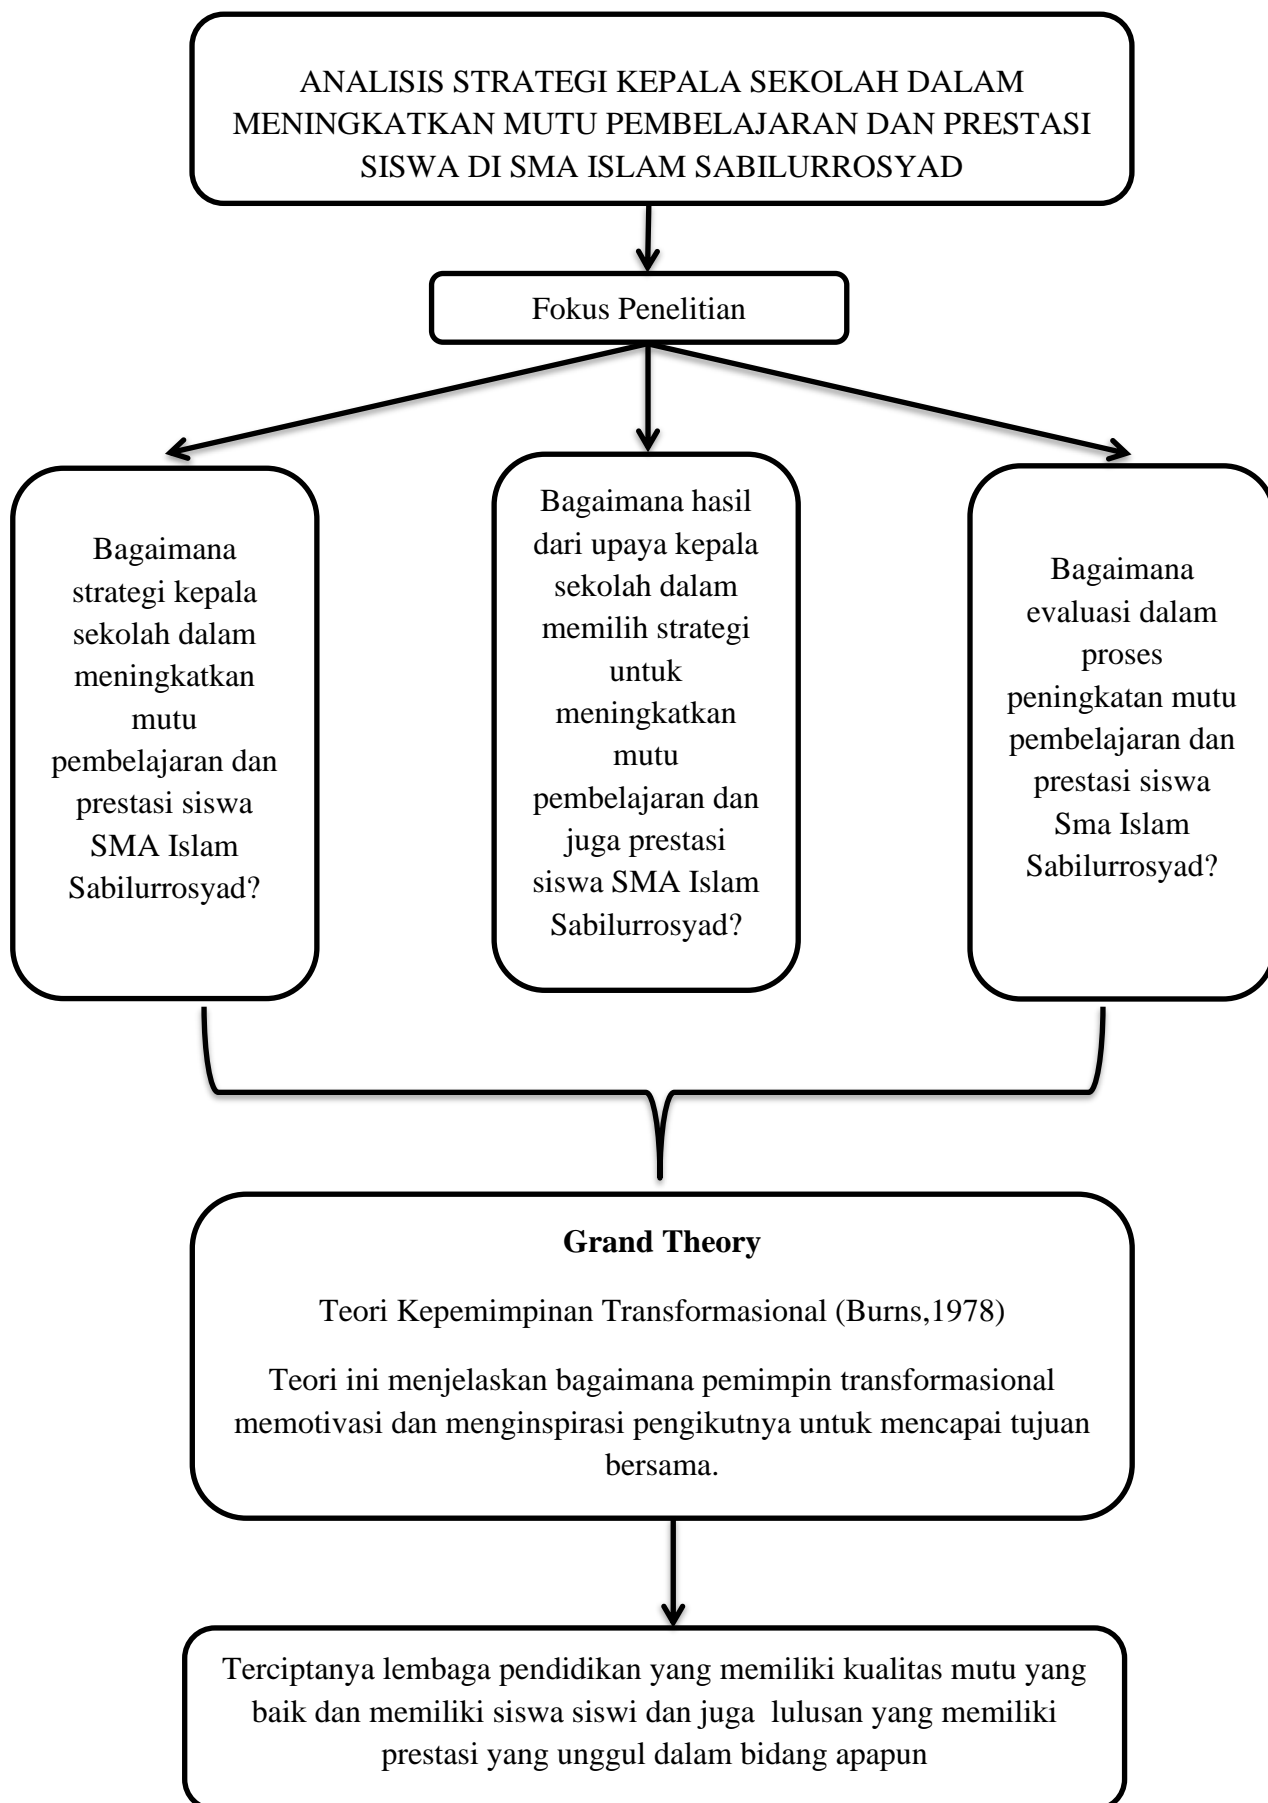 ANALISIS STRATEGI KEPALA SEKOLAH DALAM
MENINGKATKAN MUTU PEMBELAJARAN DAN PRESTASI
SISWA DI SMA ISLAM SABILURROSYAD
Fokus Penelitian
Bagaimana
strategi kepala
sekolah dalam
meningkatkan
mutu
pembelajaran dan
prestasi siswa
SMA Islam
Sabilurrosyad?
Bagaimana hasil
dari upaya kepala
sekolah dalam
memilih strategi
untuk
meningkatkan
mutu
pembelajaran dan
juga prestasi
siswa SMA Islam
Sabilurrosyad?
Bagaimana
evaluasi dalam
proses
peningkatan mutu
pembelajaran dan
prestasi siswa
Sma Islam
Sabilurrosyad?
Grand Theory
Teori Kepemimpinan Transformasional (Burns,1978)
Teori ini menjelaskan bagaimana pemimpin transformasional
memotivasi dan menginspirasi pengikutnya untuk mencapai tujuan
bersama.
Terciptanya lembaga pendidikan yang memiliki kualitas mutu yang
baik dan memiliki siswa siswi dan juga  lulusan yang memiliki
prestasi yang unggul dalam bidang apapun